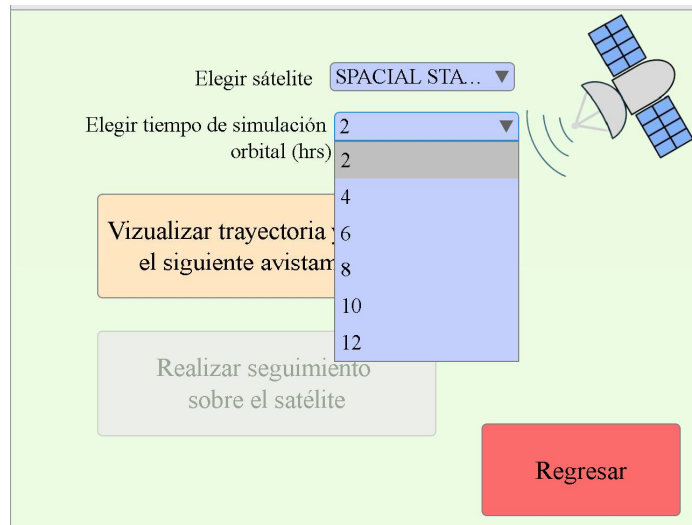 Elegir sátelite SPACIAL STA...
Elegir tiempo de simulación 2
orbital (hrs)
2
4
6
8
10
12
Vizualizar trayectoria
el siguiente
Realizar seguimiento
sobre el satélite
Regresar